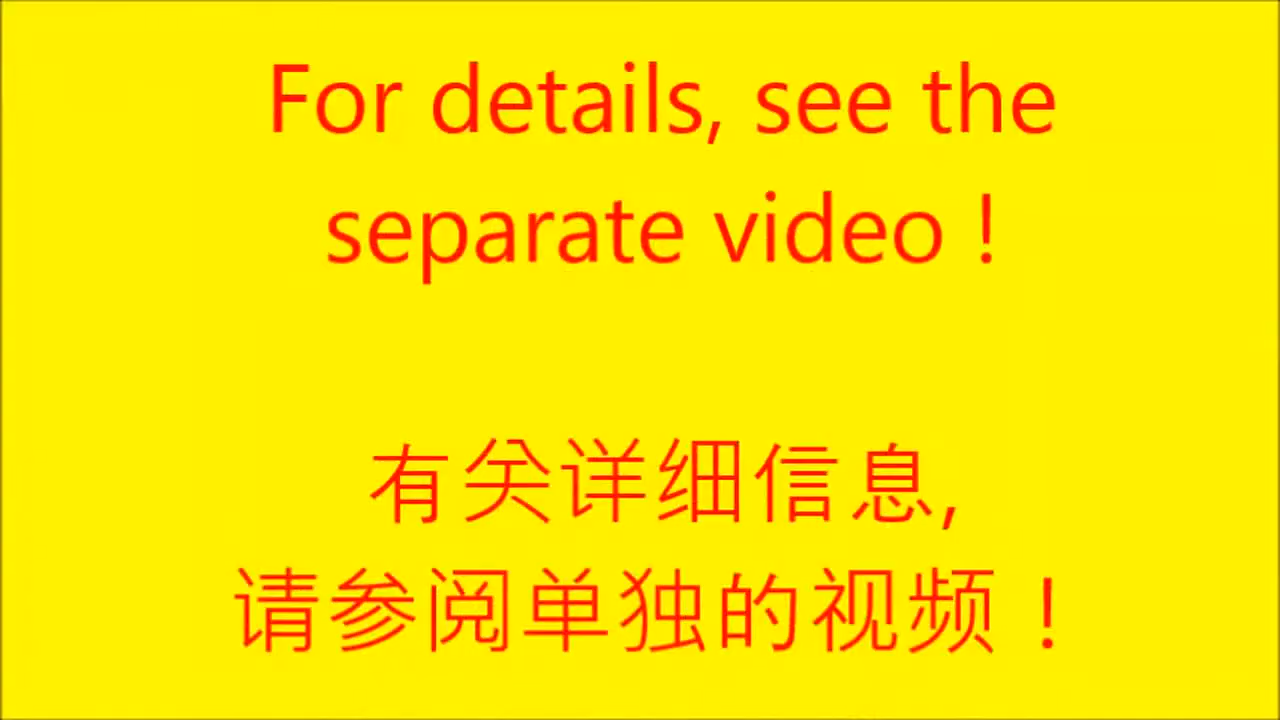 For details, see the
separate video !
有关详细信息,
请参阅单独的视频！